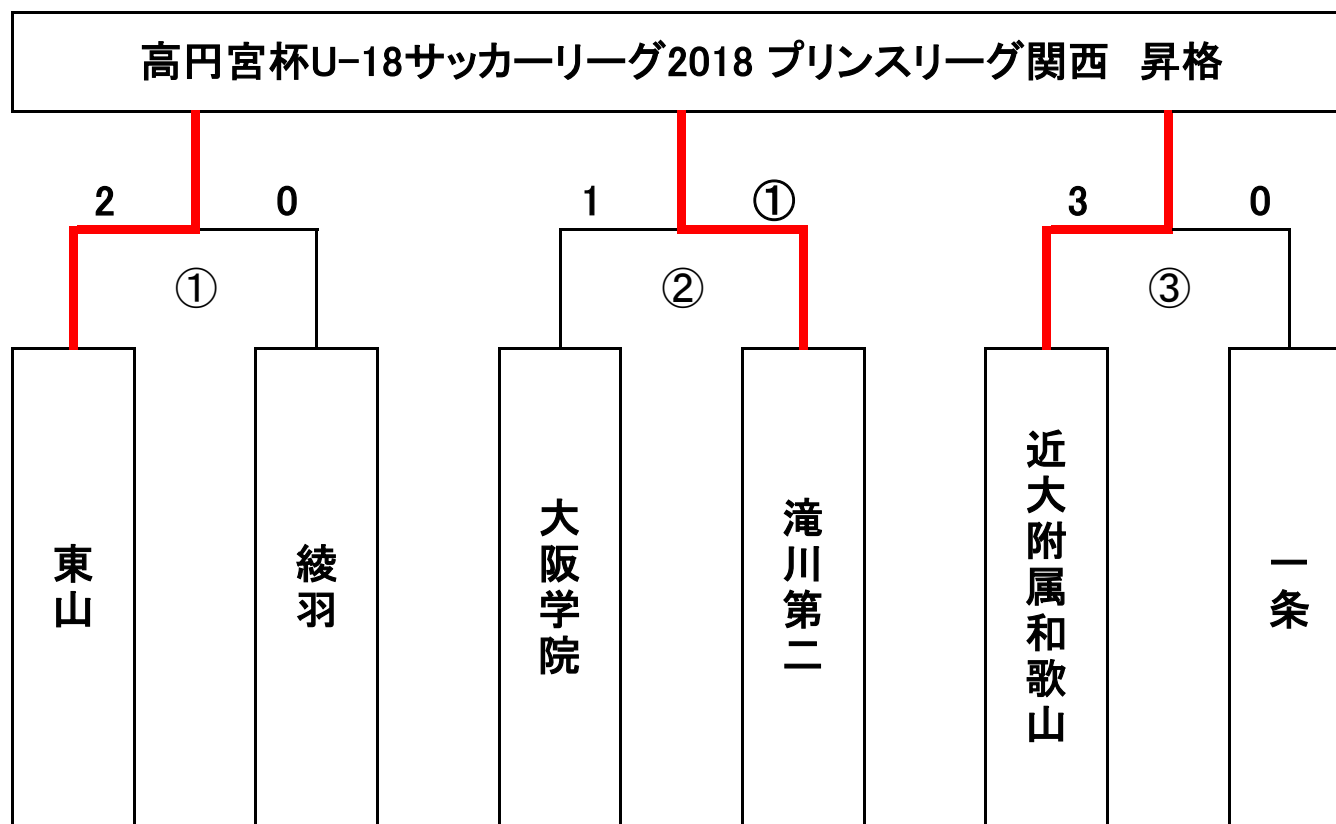 高円宮杯U-18サッカーリーグ2018 プリンスリーグ関西　昇格
2 0 1 ① 3 0
① ② ③
東山
綾羽
大阪学院
滝川第二
近大附属和歌山
一条